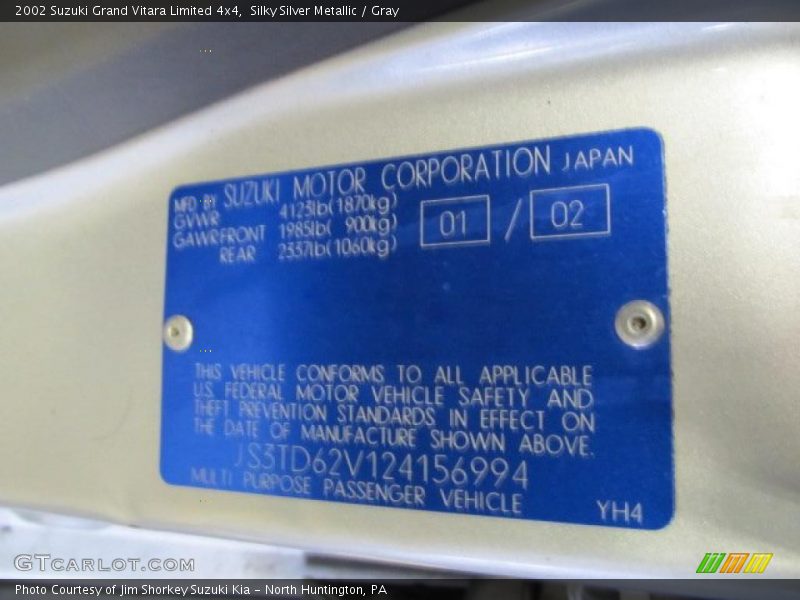 2002 Suzuki Grand Vitara Limited 4x4, Silky Silver Metallic / Gray
MFD BY SUZUKI MOTOR CORPORATION JAPAN
GVWR 4123lb(1870kg)
GAWRFRONT 1985lb( 900kg)
REAR 2337lb(1060kg)
01 / 02
THIS VEHICLE CONFORMS TO ALL APPLICABLE
U.S. FEDERAL MOTOR VEHICLE SAFETY AND
THEFT PREVENTION STANDARDS IN EFFECT ON
THE DATE OF MANUFACTURE SHOWN ABOVE.
JS3TD62V124156994
MULTI PURPOSE PASSENGER VEHICLE YH4
GTCARLOT.COM
Photo Courtesy of Jim Shorkey Suzuki Kia - North Huntington, PA